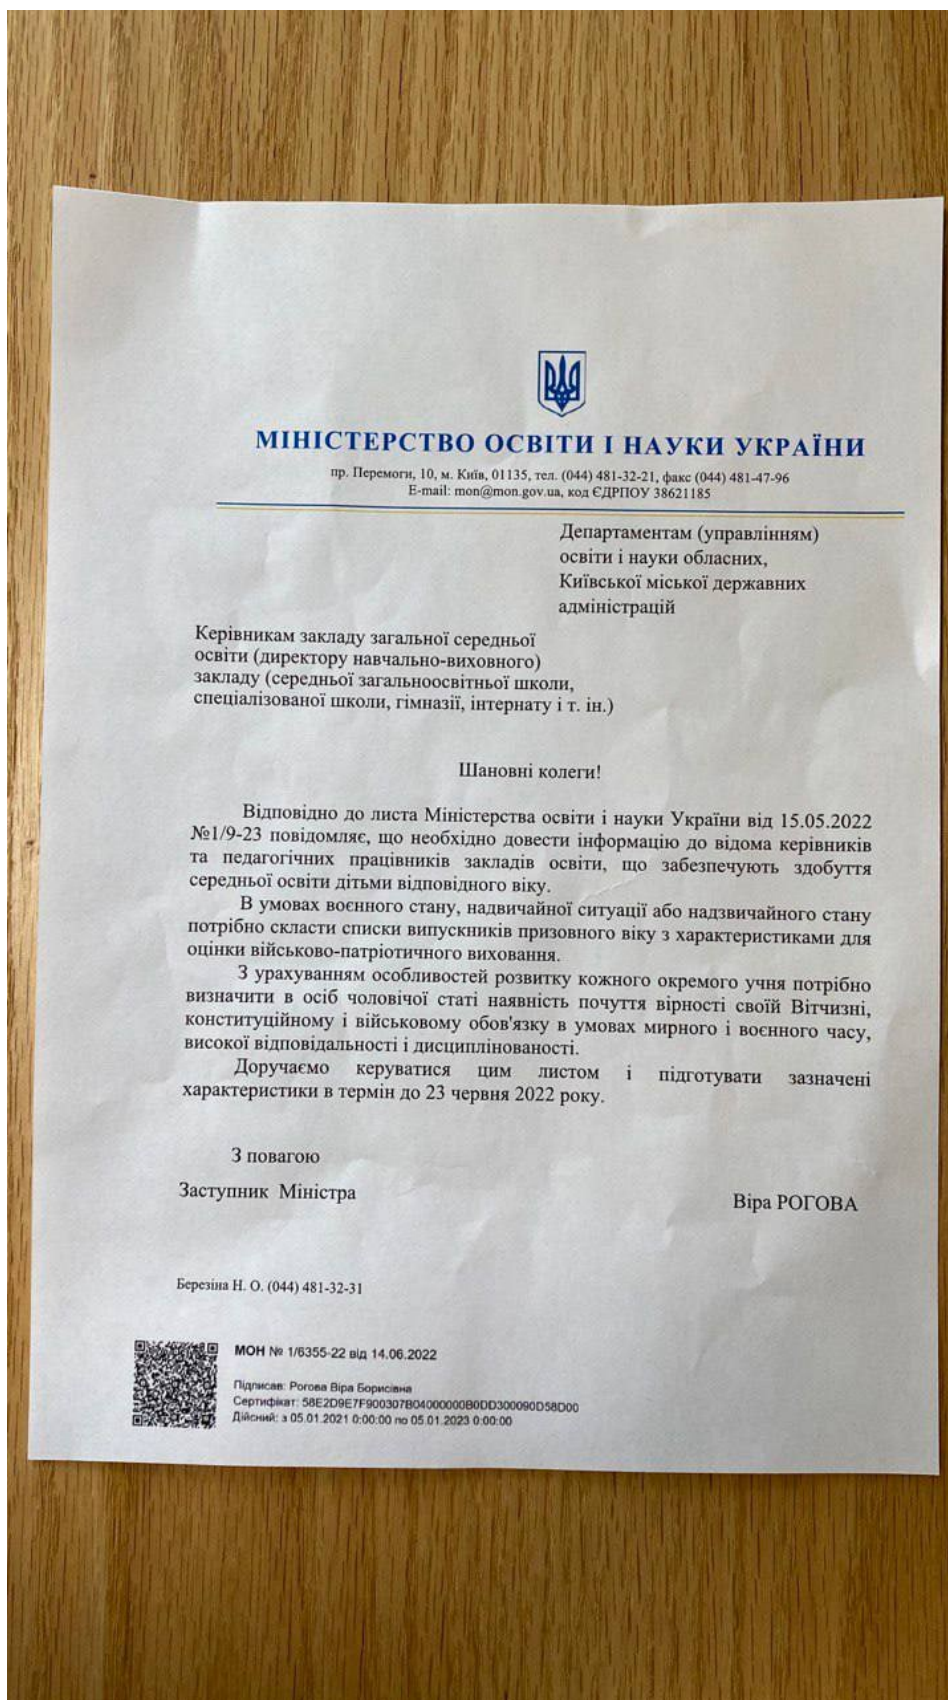 МІНІСТЕРСТВО ОСВІТИ І НАУКИ УКРАЇНИ
пр. Перемоги, 10, м. Київ, 01135, тел. (044) 481-32-21, факс (044) 481-47-96
E-mail: mon@mon.gov.ua, код ЄДРПОУ 38621185
Департаментам (управлінням)
освіти і науки обласних,
Київської міської державних
адміністрацій
Керівникам закладу загальної середньої
освіти (директору навчально-виховного)
закладу (середньої загальноосвітньої школи,
спеціалізованої школи, гімназії, інтернату і т. ін.)
Шановні колеги!
Відповідно до листа Міністерства освіти і науки України від 15.05.2022
№1/9-23 повідомляє, що необхідно довести інформацію до відома керівників
та педагогічних працівників закладів освіти, що забезпечують здобуття
середньої освіти дітьми відповідного віку.
В умовах воєнного стану, надвичайної ситуації або надзвичайного стану
потрібно скласти списки випускників призовного віку з характеристиками для
оцінки військово-патріотичного виховання.
З урахуванням особливостей розвитку кожного окремого учня потрібно
визначити в осіб чоловічої статі наявність почуття вірності своїй Вітчизні,
конституційному і військовому обов'язку в умовах мирного і воєнного часу,
високої відповідальності і дисциплінованості.
Доручаємо керуватися цим листом і підготувати зазначені
характеристики в термін до 23 червня 2022 року.
З повагою
Заступник Міністра Віра РОГОВА
Березіна Н. О. (044) 481-32-31
МОН № 1/6355-22 від 14.06.2022
Підписав: Рогова Віра Борисівна
Сертифікат: 58E2D9E7F900307B04000000B0DD300090D58D00
Дійсний: з 05.01.2021 0:00:00 по 05.01.2023 0:00:00